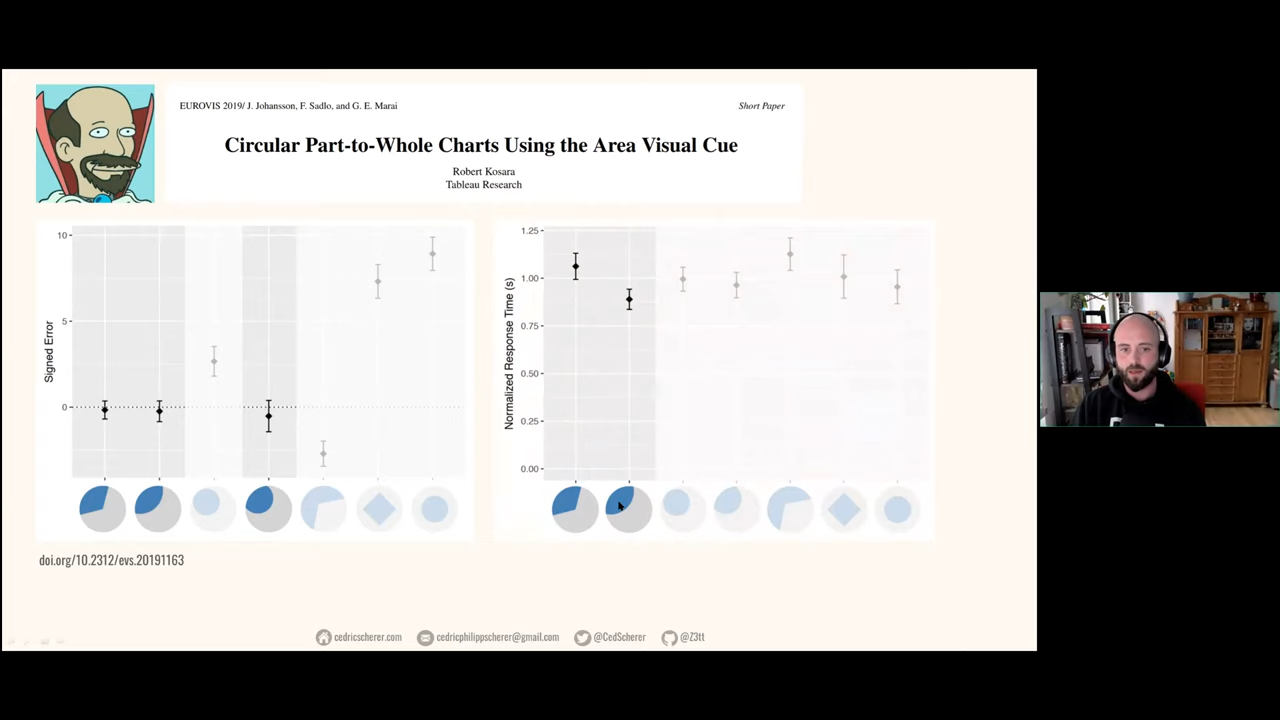 EUROVIS 2019/ J. Johansson, F. Sadlo, and G. E. Marai
Short Paper
Circular Part-to-Whole Charts Using the Area Visual Cue
Robert Kosara
Tableau Research
10
5
0
Signed Error
1.25
1.00
0.75
0.50
0.25
0.00
Normalized Response Time (s)
doi.org/10.2312/evs.20191163
cedricscherer.com
cedricphilippscherer@gmail.com
@CedScherer
@Z3tt